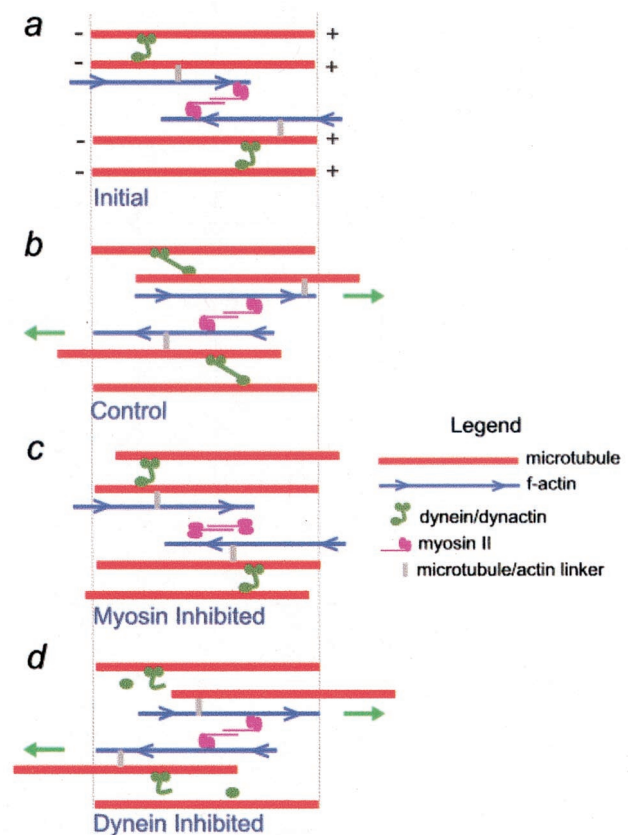 a
- +
- +
- +
- +
Initial
b
Control
c
Myosin Inhibited
d
Dynein Inhibited
Legend
microtubule
f-actin
dynein/dynactin
myosin II
microtubule/actin linker